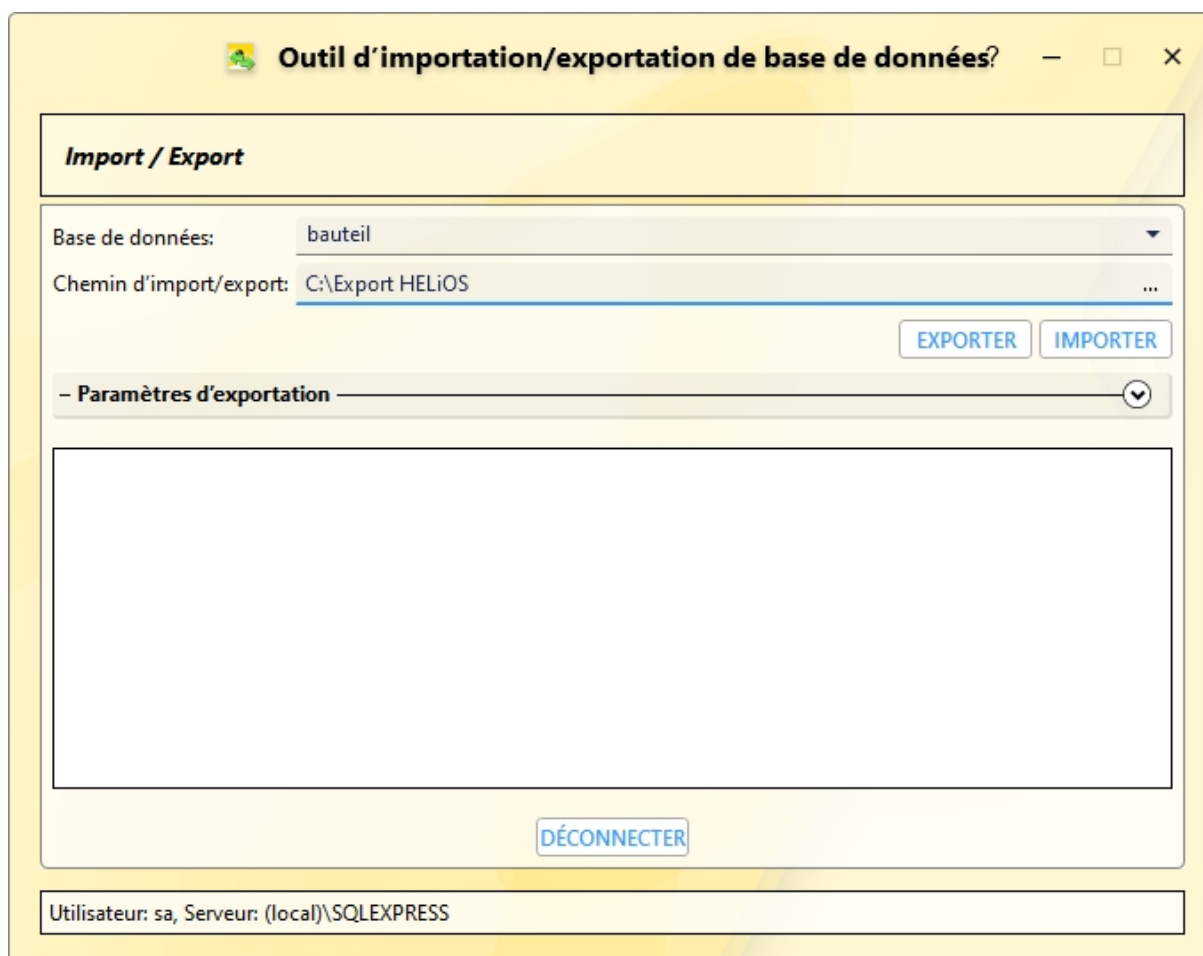 Outil d’importation/exportation de base de données?
Import / Export
Base de données: bauteil
Chemin d’import/export: C:\Export HELiOS ...
EXPORTER IMPORTER
– Paramètres d’exportation
DÉCONNECTER
Utilisateur: sa, Serveur: (local)\SQLEXPRESS